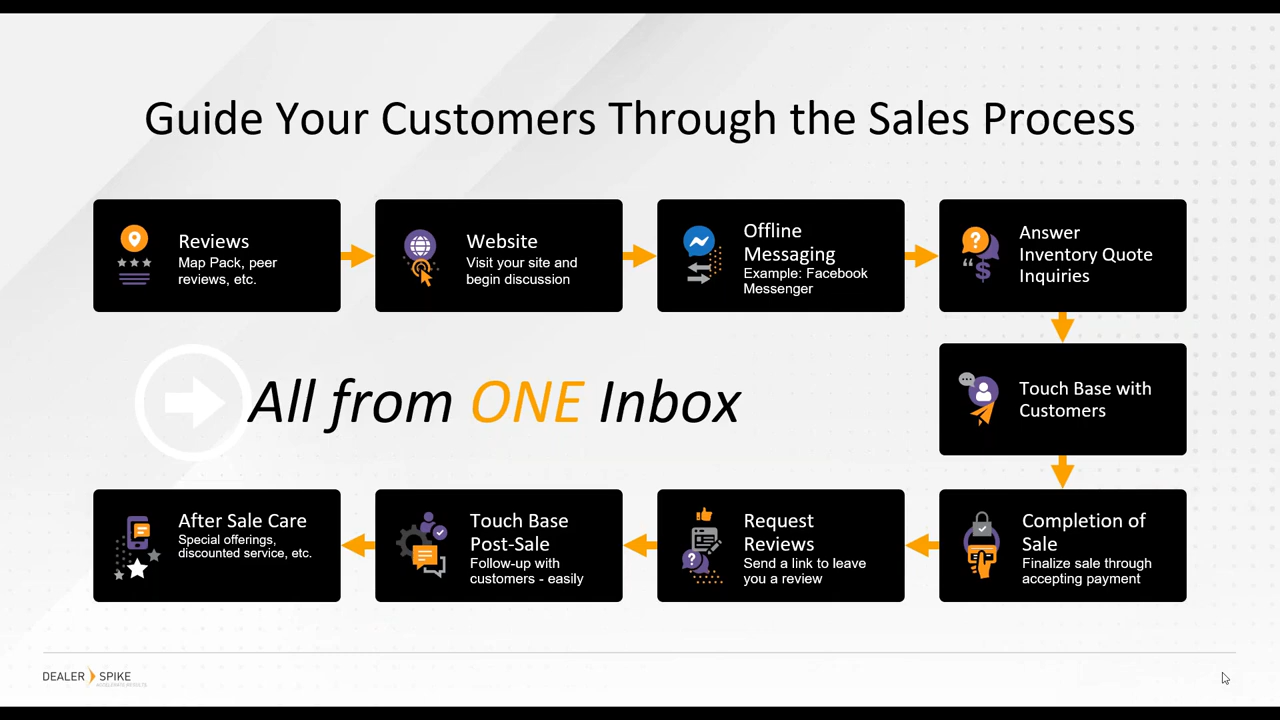 Guide Your Customers Through the Sales Process
Reviews
Map Pack, peer
reviews, etc.
Website
Visit your site and
begin discussion
Offline
Messaging
Example: Facebook
Messenger
Answer
Inventory Quote
Inquiries
Touch Base with
Customers
All from ONE Inbox
Completion of
Sale
Finalize sale through
accepting payment
Request
Reviews
Send a link to leave
you a review
Touch Base
Post-Sale
Follow-up with
customers - easily
After Sale Care
Special offerings,
discounted service, etc.
DEALER SPIKE